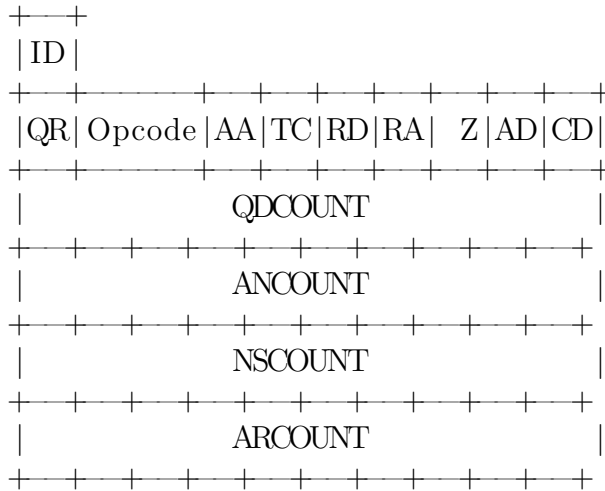 +--+
|ID|
+--+------+--+--+--+--+--+--+--+
|QR|Opcode|AA|TC|RD|RA| Z|AD|CD|
+--+------+--+--+--+--+--+--+--+
| QDCOUNT |
+--+--+--+--+--+--+--+--+--+--+
| ANCOUNT |
+--+--+--+--+--+--+--+--+--+--+
| NSCOUNT |
+--+--+--+--+--+--+--+--+--+--+
| ARCOUNT |
+--+--+--+--+--+--+--+--+--+--+